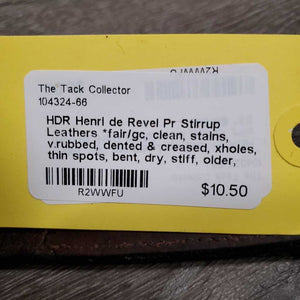 R2WWFU
The Tack Collector
104324-66
HDR Henri de Revel Pr Stirrup
Leathers *fair/gc, clean, stains,
v.rubbed, dented & creased, xholes,
thin spots, bent, dry, stiff, older,
R2WWFU
$10.50